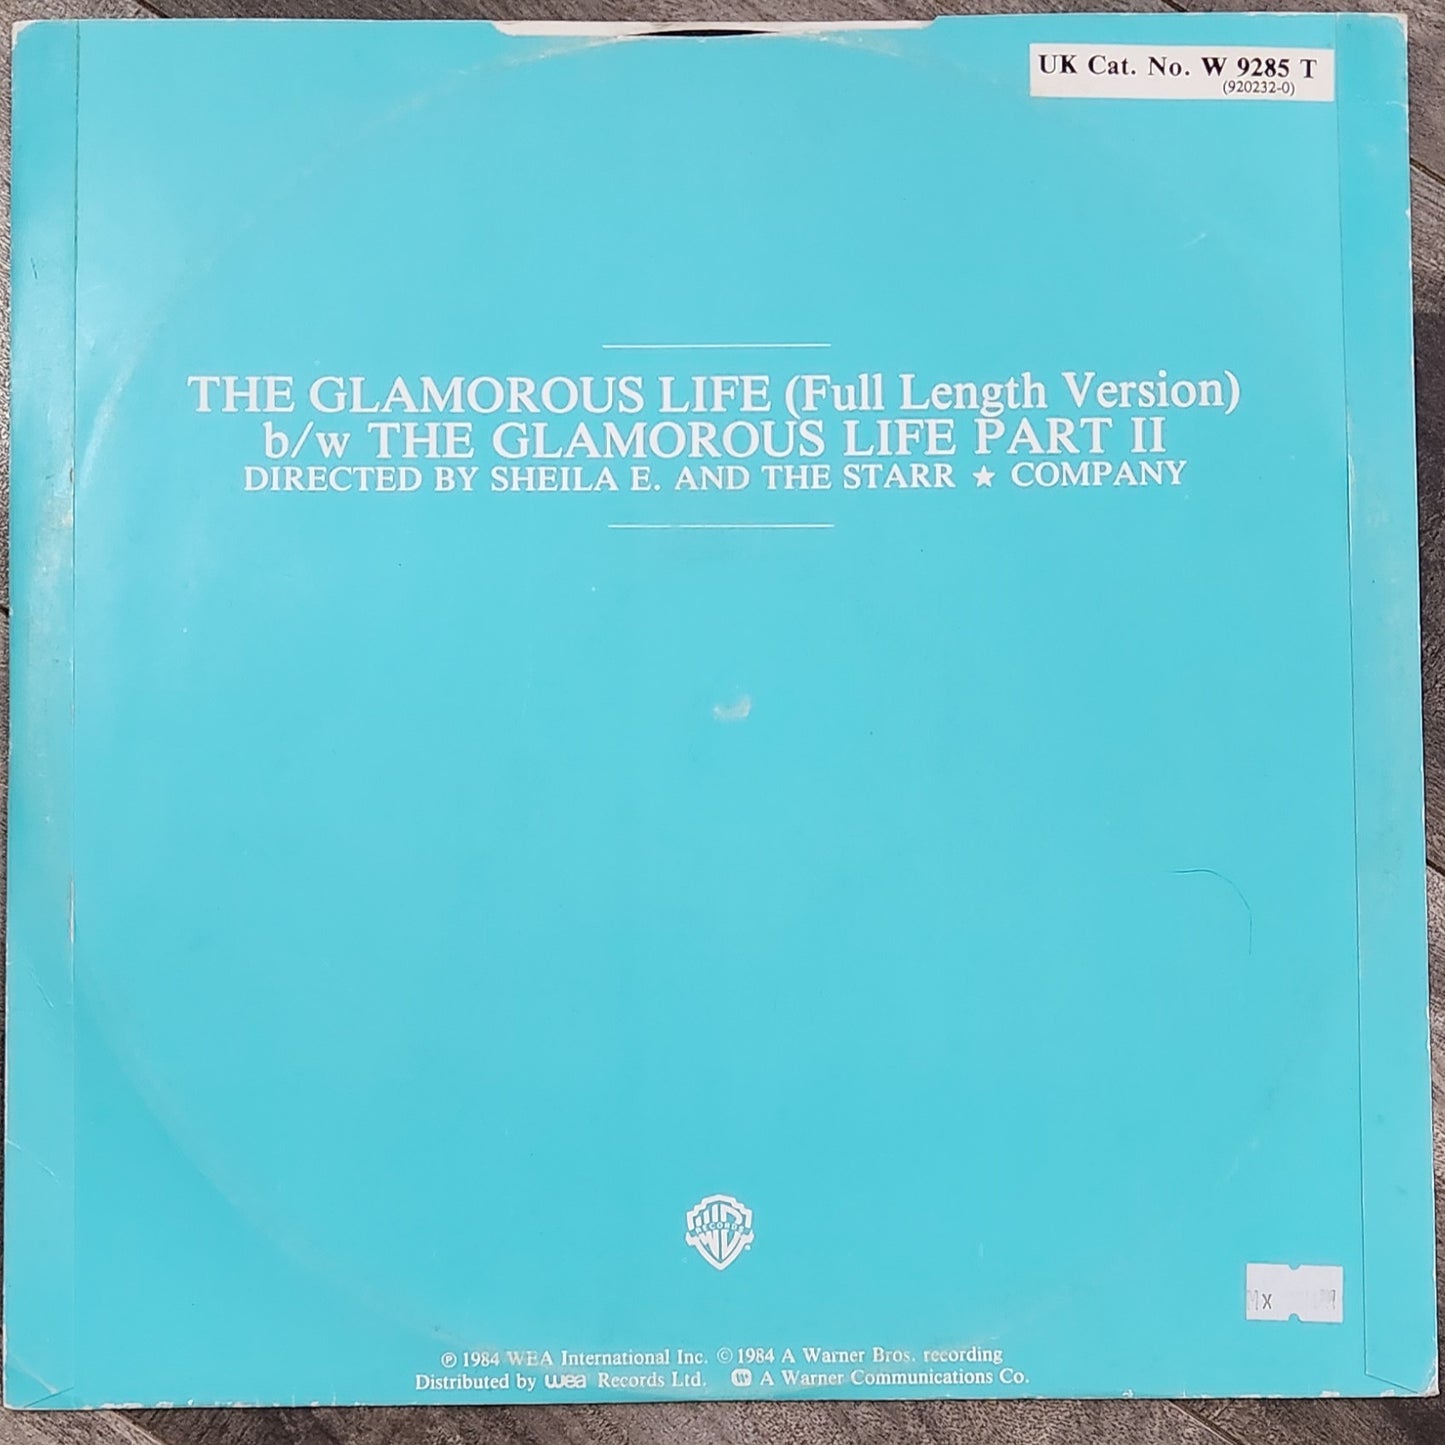 UK Cat. No. W 9285 T
(920232-0)
THE GLAMOROUS LIFE (Full Length Version)
b/w THE GLAMOROUS LIFE PART II
DIRECTED BY SHEILA E. AND THE STARR ★ COMPANY
RECORDS
℗ 1984 WEA International Inc. © 1984 A Warner Bros. recording
Distributed by wea Records Ltd. A Warner Communications Co.